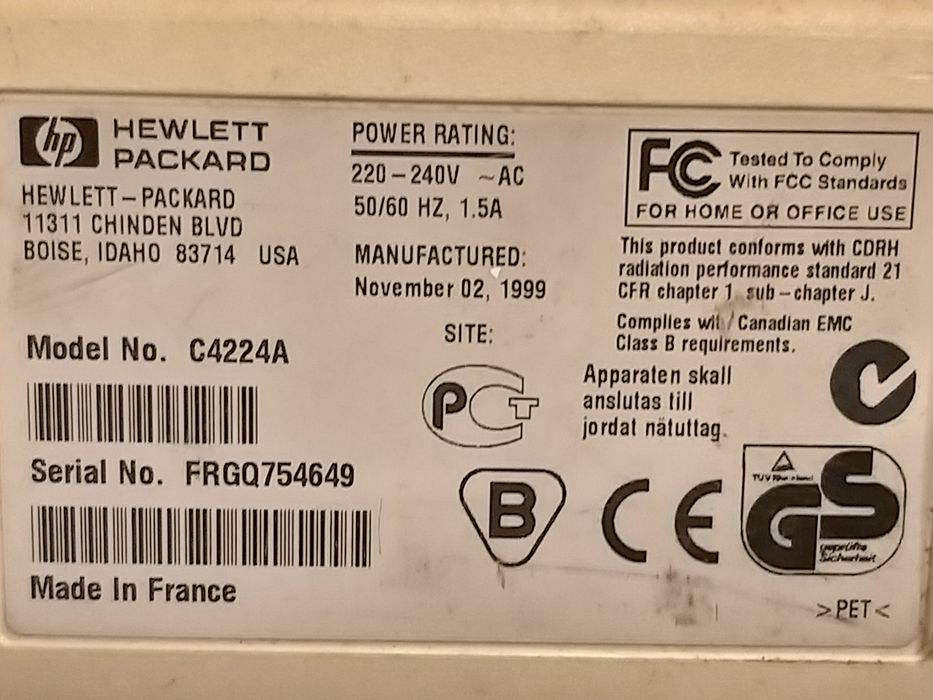 hp HEWLETT
PACKARD
HEWLETT-PACKARD
11311 CHINDEN BLVD
BOISE, IDAHO 83714 USA
Model No. C4224A
Serial No. FRGQ754649
Made In France
POWER RATING:
220-240V ~AC
50/60 HZ, 1.5A
MANUFACTURED:
November 02, 1999
SITE:
FC Tested To Comply
With FCC Standards
FOR HOME OR OFFICE USE
This product conforms with CDRH
radiation performance standard 21
CFR chapter 1 sub-chapter J.
Complies Canadian EMC
Class B requirements.
Apparaten skall
anslutas till
jordat nätuttag.
PCT
B
CE
TUV
GS
geprüfte
Sicherheit
>PET<